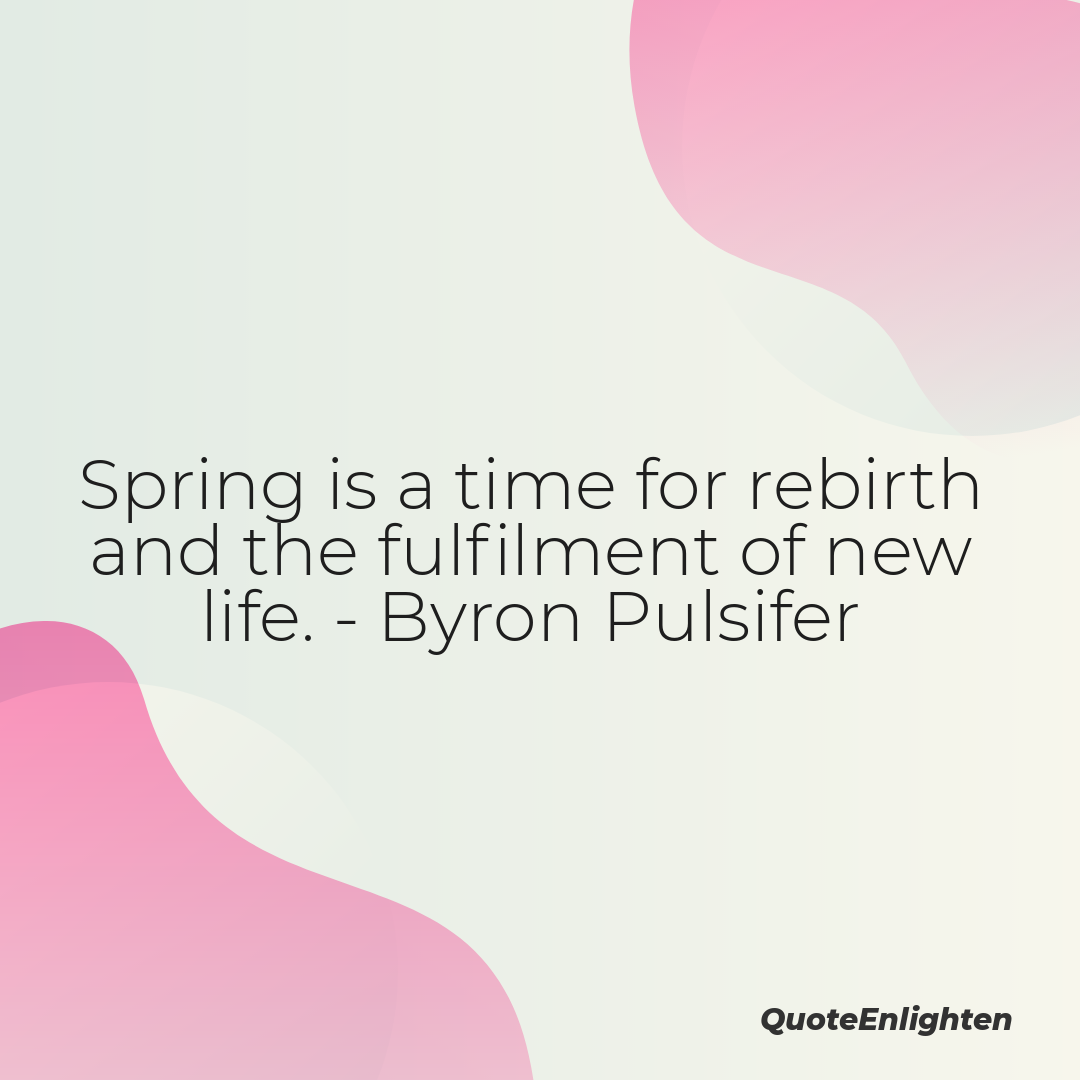 Spring is a time for rebirth
and the fulfilment of new
life. - Byron Pulsifer
QuoteEnlighten